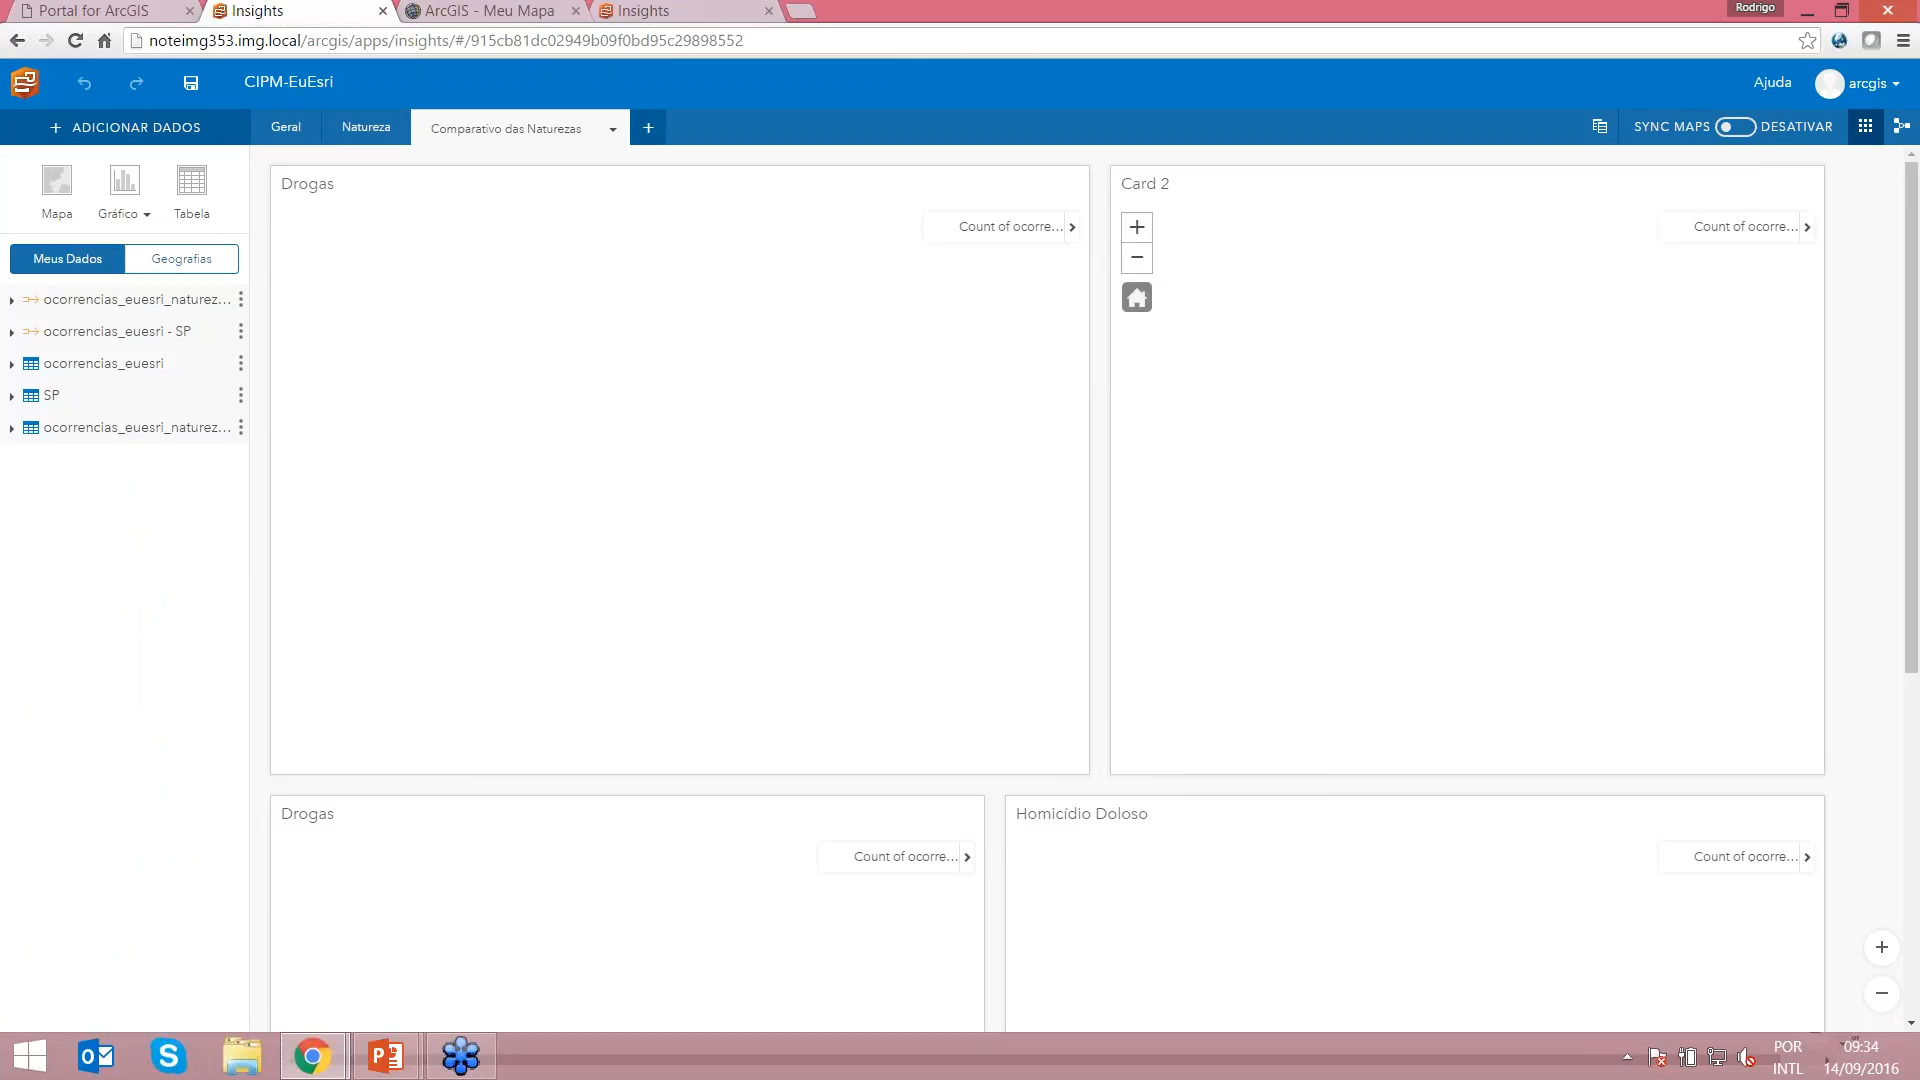 Portal for ArcGIS
Insights
ArcGIS - Meu Mapa
Insights
Rodrigo
noteimg353.img.local/arcgis/apps/insights/#/915cb81dc02949b09f0bd95c29898552
CIPM-EuEsri
Ajuda
arcgis
ADICIONAR DADOS
Geral
Natureza
Comparativo das Naturezas
SYNC MAPS
DESATIVAR
Mapa
Gráfico
Tabela
Meus Dados
Geografias
ocorrencias_euesri_naturez...
ocorrencias_euesri - SP
ocorrencias_euesri
SP
ocorrencias_euesri_naturez...
Drogas
Count of ocorre...
Card 2
Count of ocorre...
Drogas
Count of ocorre...
Homicídio Doloso
Count of ocorre...
POR
INTL
09:34
14/09/2016